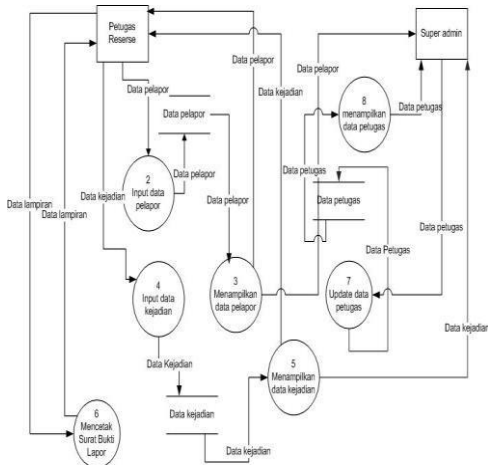 Petugas
Reserse
Super admin
Data pelapor
Data pelapor
Data pelapor
Data pelapor
Data kejadian
Data pelapor
8
menampilkan
data petugas
Data petugas
2
Input data
pelapor
Data pelapor
Data petugas
Data petugas
Data kejadian
Data lampiran
Data lampiran
Data pelapor
Data petugas
Data Petugas
4
Input data
kejadian
3
Menampilkan
data pelapor
7
Update data
petugas
Data kejadian
Data Kejadian
5
Menampilkan
data kejadian
Data kejadian
6
Mencetak
Surat Bukti
Lapor
Data kejadian